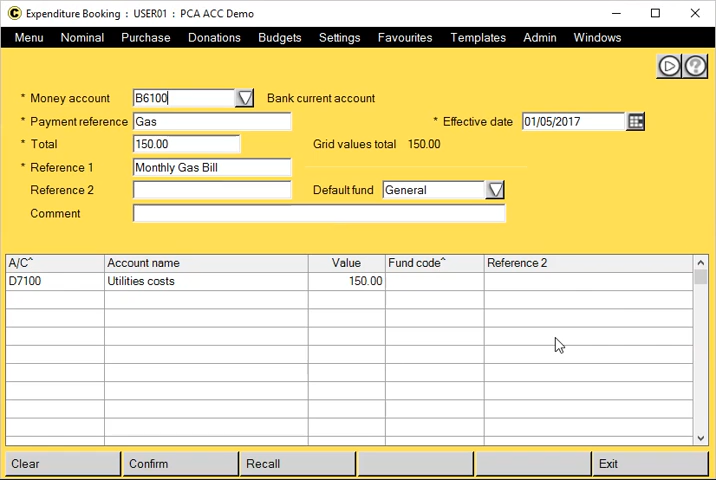 Expenditure Booking : USER01 : PCA ACC Demo
Menu Nominal Purchase Donations Budgets Settings Favourites Templates Admin Windows
* Money account B6100 Bank current account
* Payment reference Gas * Effective date 01/05/2017
* Total 150.00 Grid values total 150.00
* Reference 1 Monthly Gas Bill
Reference 2 Default fund General
Comment
A/C^ Account name Value Fund code^ Reference 2
D7100 Utilities costs 150.00
Clear Confirm Recall Exit